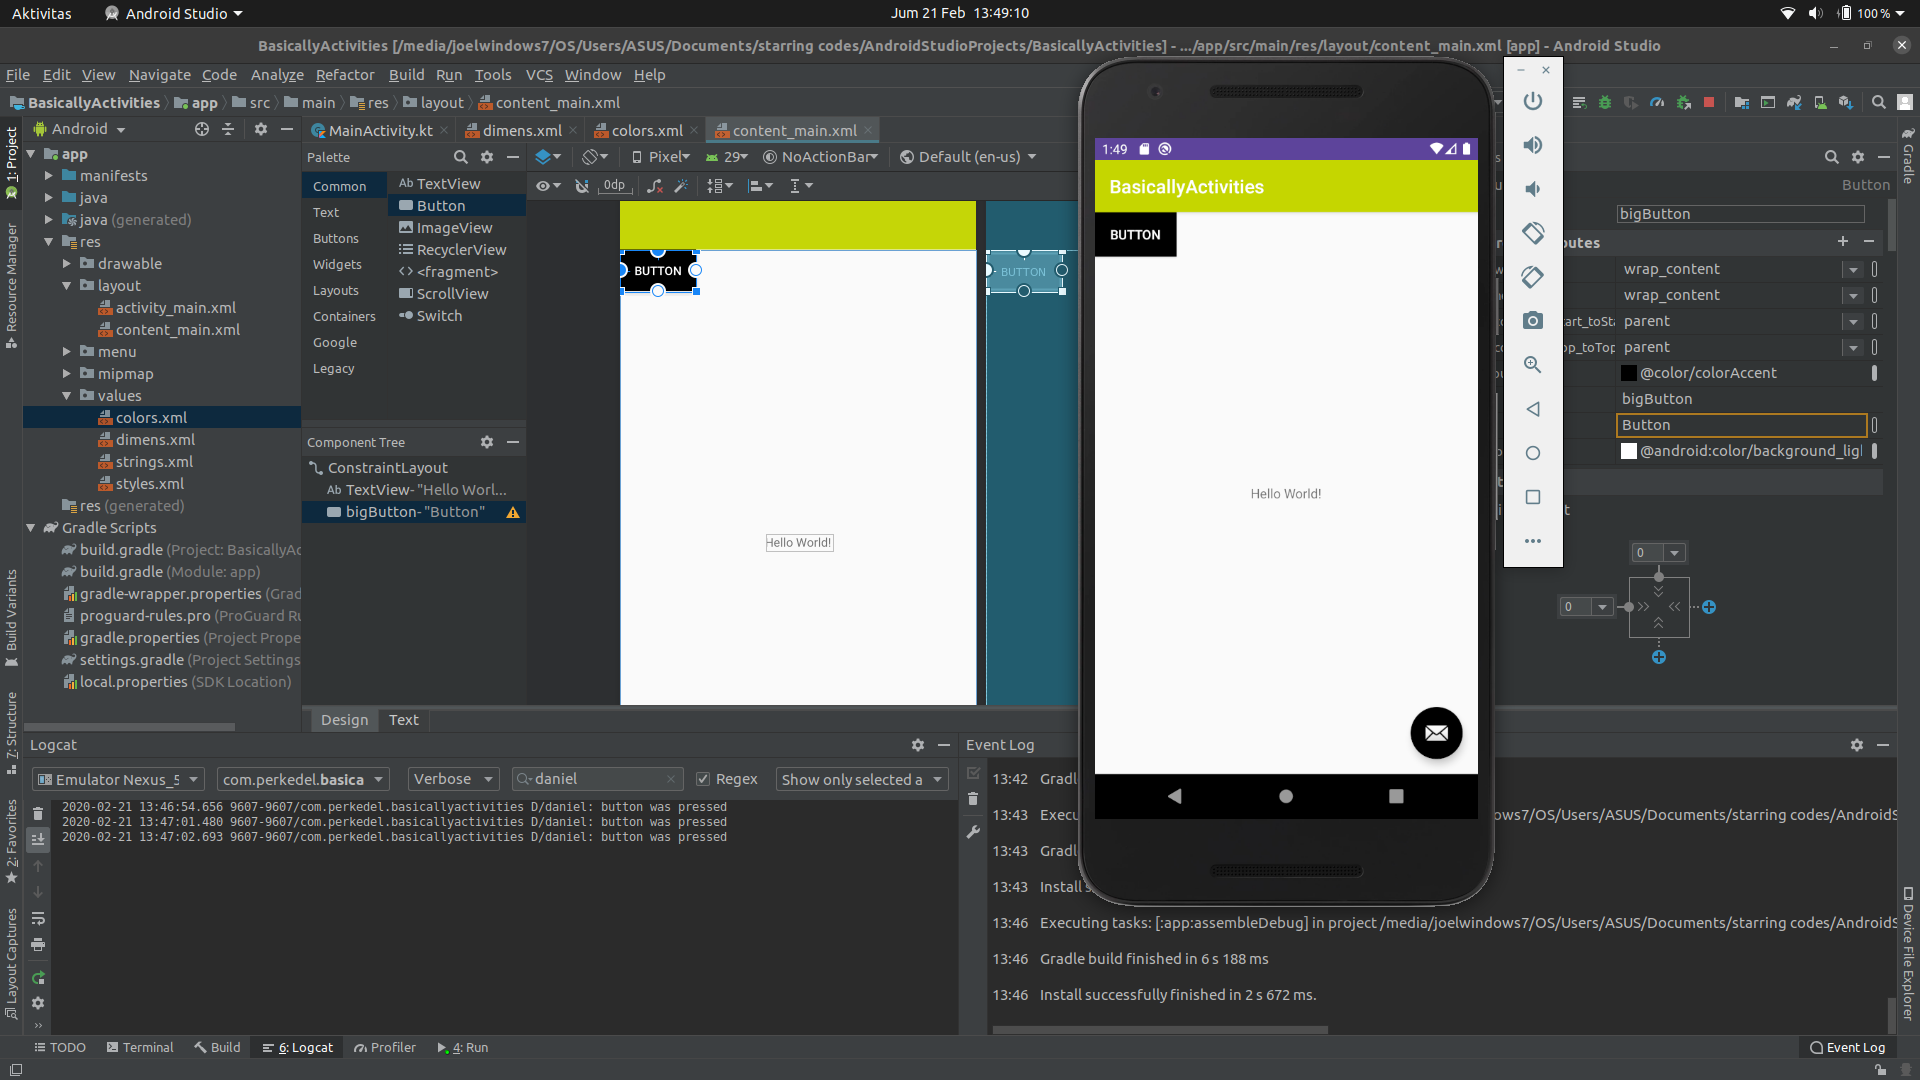 Aktivitas
Android Studio
Jum 21 Feb 13:49:10
100 %
BasicallyActivities [/media/joelwindows7/OS/Users/ASUS/Documents/starring codes/AndroidStudioProjects/BasicallyActivities] - .../app/src/main/res/layout/content_main.xml [app] - Android Studio
File Edit View Navigate Code Analyze Refactor Build Run Tools VCS Window Help
BasicallyActivities app src main res layout content_main.xml
1: Project
Resource Manager
Build Variants
7: Structure
2: Favorites
Layout Captures
Android
app
manifests
java
java (generated)
res
drawable
layout
activity_main.xml
content_main.xml
menu
mipmap
values
colors.xml
dimens.xml
strings.xml
styles.xml
res (generated)
Gradle Scripts
build.gradle (Project: BasicallyAc
build.gradle (Module: app)
gradle-wrapper.properties (Grad
proguard-rules.pro (ProGuard Ru
gradle.properties (Project Prope
settings.gradle (Project Settings
local.properties (SDK Location)
MainActivity.kt dimens.xml colors.xml content_main.xml
Palette
Common
Text
Buttons
Widgets
Layouts
Containers
Google
Legacy
Ab TextView
Button
ImageView
RecyclerView
<fragment>
ScrollView
Switch
Component Tree
ConstraintLayout
Ab TextView- "Hello Worl...
bigButton- "Button"
Pixel 29 NoActionBar Default (en-us)
0dp
BUTTON
Hello World!
BUTTON
Design Text
1:49
BasicallyActivities
BUTTON
Hello World!
Button
bigButton
butes
wrap_content
wrap_content
art_toSta parent
op_toTop parent
@color/colorAccent
bigButton
Button
@android:color/background_lig
0
0
Gradle
Device File Explorer
Logcat
Emulator Nexus_5 com.perkedel.basica Verbose daniel Regex Show only selected a
2020-02-21 13:46:54.656 9607-9607/com.perkedel.basicallyactivities D/daniel: button was pressed
2020-02-21 13:47:01.480 9607-9607/com.perkedel.basicallyactivities D/daniel: button was pressed
2020-02-21 13:47:02.693 9607-9607/com.perkedel.basicallyactivities D/daniel: button was pressed
Event Log
13:42 Gradl
13:43 Execu ows7/OS/Users/ASUS/Documents/starring codes/AndroidS
13:43 Gradl
13:43 Install s
13:46 Executing tasks: [:app:assembleDebug] in project /media/joelwindows7/OS/Users/ASUS/Documents/starring codes/AndroidS
13:46 Gradle build finished in 6 s 188 ms
13:46 Install successfully finished in 2 s 672 ms.
TODO Terminal Build 6: Logcat Profiler 4: Run Event Log